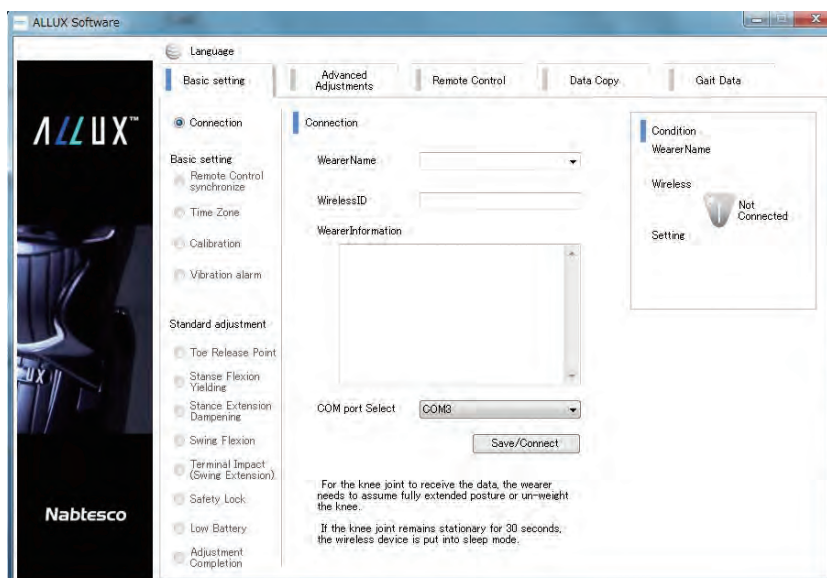 ALLUX Software
Language
Basic setting
Advanced
Adjustments
Remote Control
Data Copy
Gait Data
ALLUX™
Connection
Basic setting
Remote Control
synchronize
Time Zone
Calibration
Vibration alarm
Standard adjustment
Toe Release Point
Stanse Flexion
Yielding
Stance Extension
Dampening
Swing Flexion
Terminal Impact
(Swing Extension)
Safety Lock
Low Battery
Adjustment
Completion
Connection
WearerName
WirelessID
WearerInformation
COM port Select
COM3
Save/Connect
For the knee joint to receive the data, the wearer
needs to assume fully extended posture or un-weight
the knee.
If the knee joint remains stationary for 30 seconds,
the wireless device is put into sleep mode.
Condition
WearerName
Wireless
Not
Connected
Setting
LUX
Nabtesco